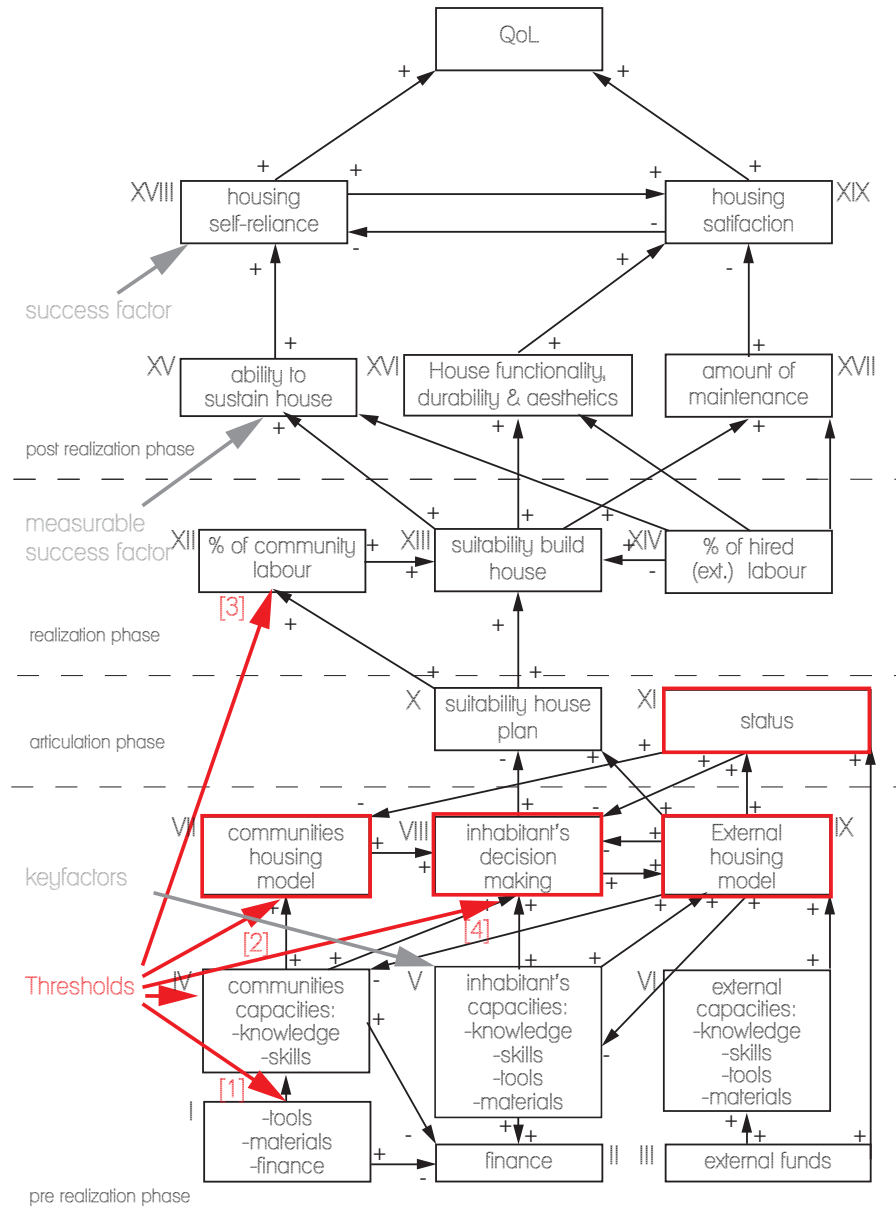 QoL
+ +
+ + + +
XVIII housing self-reliance
housing satifaction XIX
- -
+ + -
success factor
+ + +
XV ability to sustain house
XVI House functionality, durability & aesthetics
amount of maintenance XVII
+ + +
post realization phase
measurable success factor
+ + +
XII % of community labour
+ +
XIII suitability build house
+ -
XIV % of hired (ext.) labour
[3]
+ +
realization phase
+ +
X suitability house plan
XI status
articulation phase
- + + + + +
- + - + +
VII communities housing model
+ +
VIII inhabitant's decision making
+ - + +
External housing model IX
keyfactors
+ + + + + + +
[2] [4]
Thresholds
+ + - + + +
IV communities capacities: -knowledge -skills
+
V inhabitant's capacities: -knowledge -skills -tools -materials
-
VI external capacities: -knowledge -skills -tools -materials
[1]
I -tools -materials -finance
+ -
- + +
finance II
+ + +
III external funds
pre realization phase